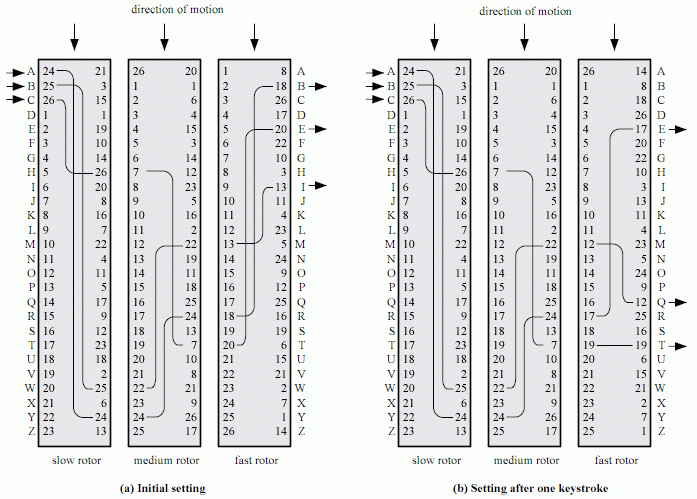 direction of motion
direction of motion
A 24 21 26 20 1 8 A
B 25 3 1 1 2 18 B
C 26 15 2 6 3 26 C
D 1 1 3 4 4 17 D
E 2 19 4 15 5 20 E
F 3 10 5 3 6 22 F
G 4 14 6 14 7 10 G
H 5 26 7 12 8 3 H
I 6 20 8 23 9 13 I
J 7 8 9 5 10 11 J
K 8 16 10 16 11 4 K
L 9 7 11 2 12 23 L
M 10 22 12 22 13 5 M
N 11 4 13 19 14 24 N
O 12 11 14 11 15 9 O
P 13 5 15 18 16 12 P
Q 14 17 16 25 17 25 Q
R 15 9 17 24 18 16 R
S 16 12 18 13 19 19 S
T 17 23 19 7 20 6 T
U 18 18 20 10 21 15 U
V 19 2 21 8 22 21 V
W 20 25 22 21 23 2 W
X 21 6 23 9 24 7 X
Y 22 24 24 26 25 1 Y
Z 23 13 25 17 26 14 Z
slow rotor medium rotor fast rotor
(a) Initial setting
A 24 21 26 20 26 14 A
B 25 3 1 1 1 8 B
C 26 15 2 6 2 18 C
D 1 1 3 4 3 26 D
E 2 19 4 15 4 17 E
F 3 10 5 3 5 20 F
G 4 14 6 14 6 22 G
H 5 26 7 12 7 10 H
I 6 20 8 23 8 3 I
J 7 8 9 5 9 13 J
K 8 16 10 16 10 11 K
L 9 7 11 2 11 4 L
M 10 22 12 22 12 23 M
N 11 4 13 19 13 5 N
O 12 11 14 11 14 24 O
P 13 5 15 18 15 9 P
Q 14 17 16 25 16 12 Q
R 15 9 17 24 17 25 R
S 16 12 18 13 18 16 S
T 17 23 19 7 19 19 T
U 18 18 20 10 20 6 U
V 19 2 21 8 21 15 V
W 20 25 22 21 22 21 W
X 21 6 23 9 23 2 X
Y 22 24 24 26 24 7 Y
Z 23 13 25 17 25 1 Z
slow rotor medium rotor fast rotor
(b) Setting after one keystroke